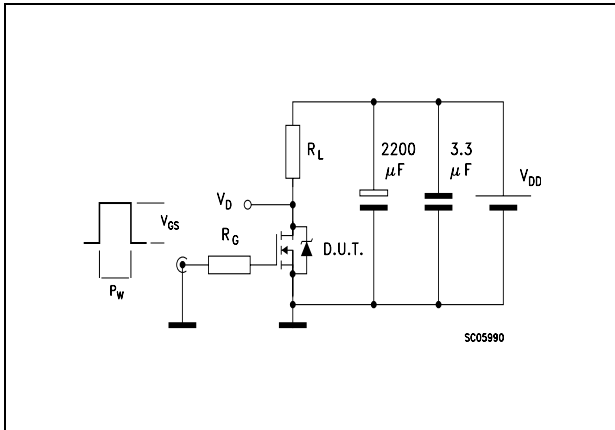 R_L
2200 μF
3.3 μF
V_DD
V_D
V_GS
R_G
D.U.T.
P_W
SC05990